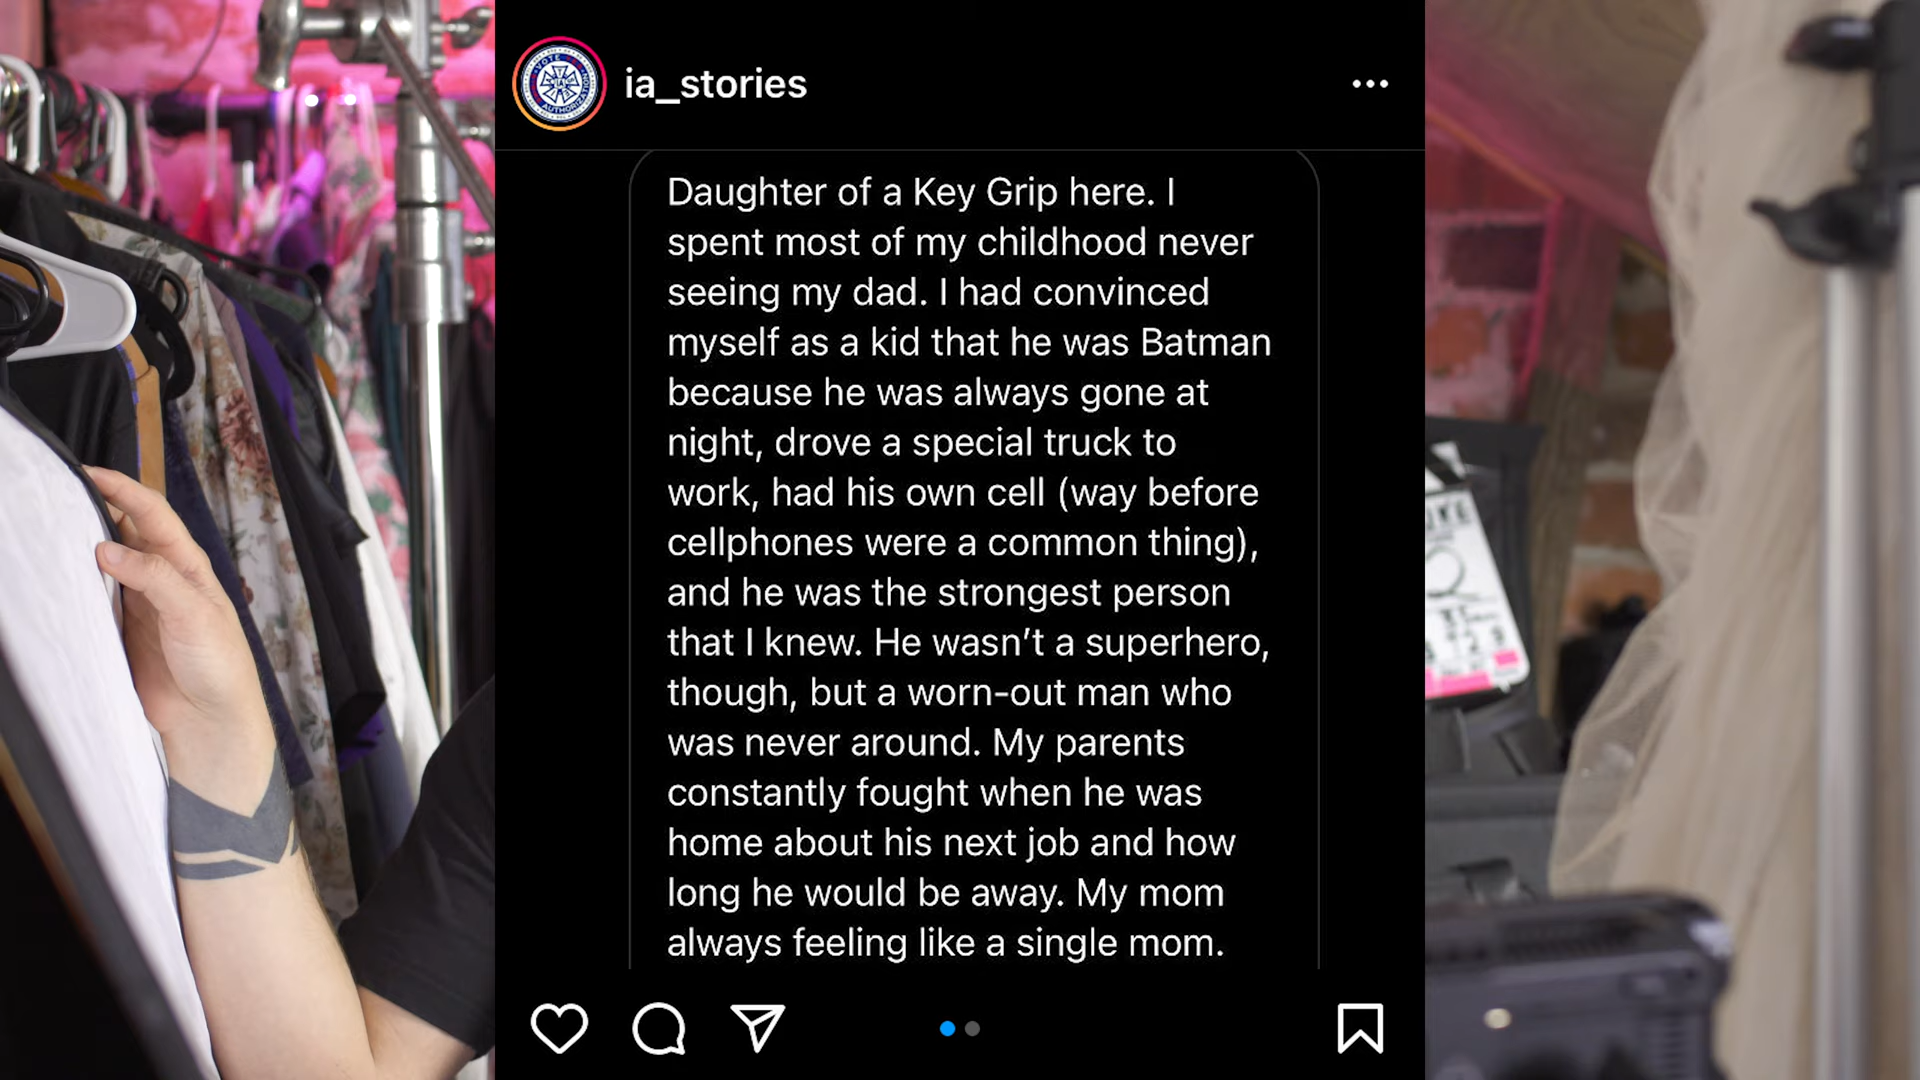 VOTE
AUTHORIZATION
ia_stories
Daughter of a Key Grip here. I
spent most of my childhood never
seeing my dad. I had convinced
myself as a kid that he was Batman
because he was always gone at
night, drove a special truck to
work, had his own cell (way before
cellphones were a common thing),
and he was the strongest person
that I knew. He wasn’t a superhero,
though, but a worn-out man who
was never around. My parents
constantly fought when he was
home about his next job and how
long he would be away. My mom
always feeling like a single mom.